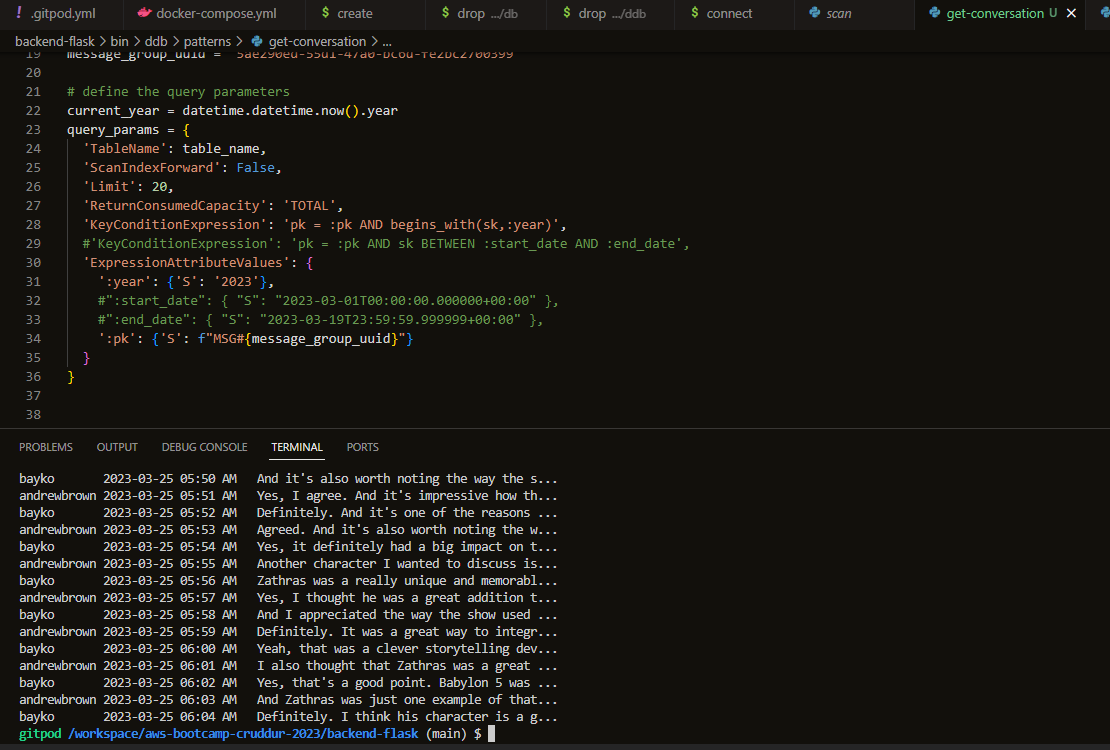 ! .gitpod.yml docker-compose.yml $ create $ drop .../db $ drop .../ddb $ connect scan get-conversation U ×
backend-flask > bin > ddb > patterns > get-conversation > ...
19 message_group_uuid =
20
21 # define the query parameters
22 current_year = datetime.datetime.now().year
23 query_params = {
24 'TableName': table_name,
25 'ScanIndexForward': False,
26 'Limit': 20,
27 'ReturnConsumedCapacity': 'TOTAL',
28 'KeyConditionExpression': 'pk = :pk AND begins_with(sk,:year)',
29 #'KeyConditionExpression': 'pk = :pk AND sk BETWEEN :start_date AND :end_date',
30 'ExpressionAttributeValues': {
31 ':year': {'S': '2023'},
32 #":start_date": { "S": "2023-03-01T00:00:00.000000+00:00" },
33 #":end_date": { "S": "2023-03-19T23:59:59.999999+00:00" },
34 ':pk': {'S': f"MSG#{message_group_uuid}"}
35 }
36 }
37
38
PROBLEMS OUTPUT DEBUG CONSOLE TERMINAL PORTS
bayko 2023-03-25 05:50 AM And it's also worth noting the way the s...
andrewbrown 2023-03-25 05:51 AM Yes, I agree. And it's impressive how th...
bayko 2023-03-25 05:52 AM Definitely. And it's one of the reasons ...
andrewbrown 2023-03-25 05:53 AM Agreed. And it's also worth noting the w...
bayko 2023-03-25 05:54 AM Yes, it definitely had a big impact on t...
andrewbrown 2023-03-25 05:55 AM Another character I wanted to discuss is...
bayko 2023-03-25 05:56 AM Zathras was a really unique and memorabl...
andrewbrown 2023-03-25 05:57 AM Yes, I thought he was a great addition t...
bayko 2023-03-25 05:58 AM And I appreciated the way the show used ...
andrewbrown 2023-03-25 05:59 AM Definitely. It was a great way to integr...
bayko 2023-03-25 06:00 AM Yeah, that was a clever storytelling dev...
andrewbrown 2023-03-25 06:01 AM I also thought that Zathras was a great ...
bayko 2023-03-25 06:02 AM Yes, that's a good point. Babylon 5 was ...
andrewbrown 2023-03-25 06:03 AM And Zathras was just one example of that...
bayko 2023-03-25 06:04 AM Definitely. I think his character is a g...
gitpod /workspace/aws-bootcamp-cruddur-2023/backend-flask (main) $